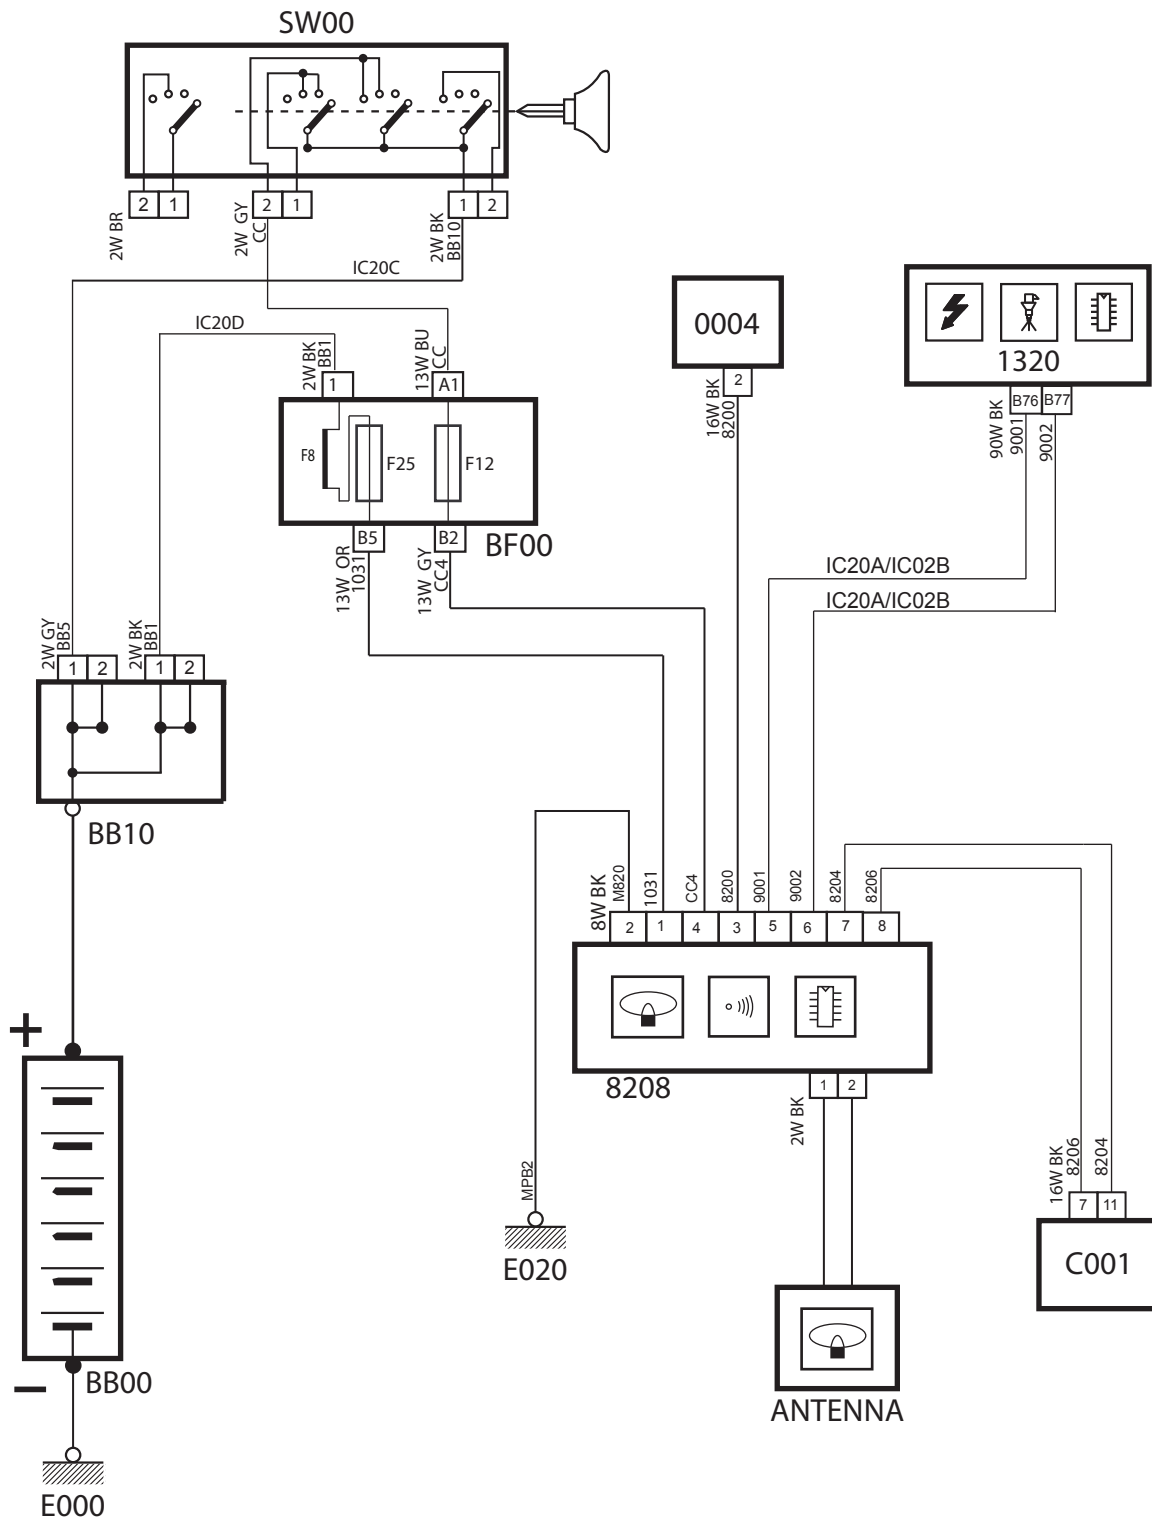 SW00
2 1 2 1 1 2
2W BR
2W GY
CC
2W BK
BB10
IC20C
IC20D
2W BK
BB1
13W BU
CC
1 A1
F8 F25 F12
B5 B2
BF00
13W OR
1031
13W GY
CC4
0004
2
16W BK
8200
1320
B76 B77
90W BK
9001
9002
IC20A/IC02B
IC20A/IC02B
2W GY
BB5
2W BK
BB1
1 2 1 2
BB10
8W BK
M820
1031
CC4
8200
9001
9002
8204
8206
2 1 4 3 5 6 7 8
8208
1 2
2W BK
+
BB00
−
E000
MPB2
E020
16W BK
8206
8204
7 11
C001
ANTENNA